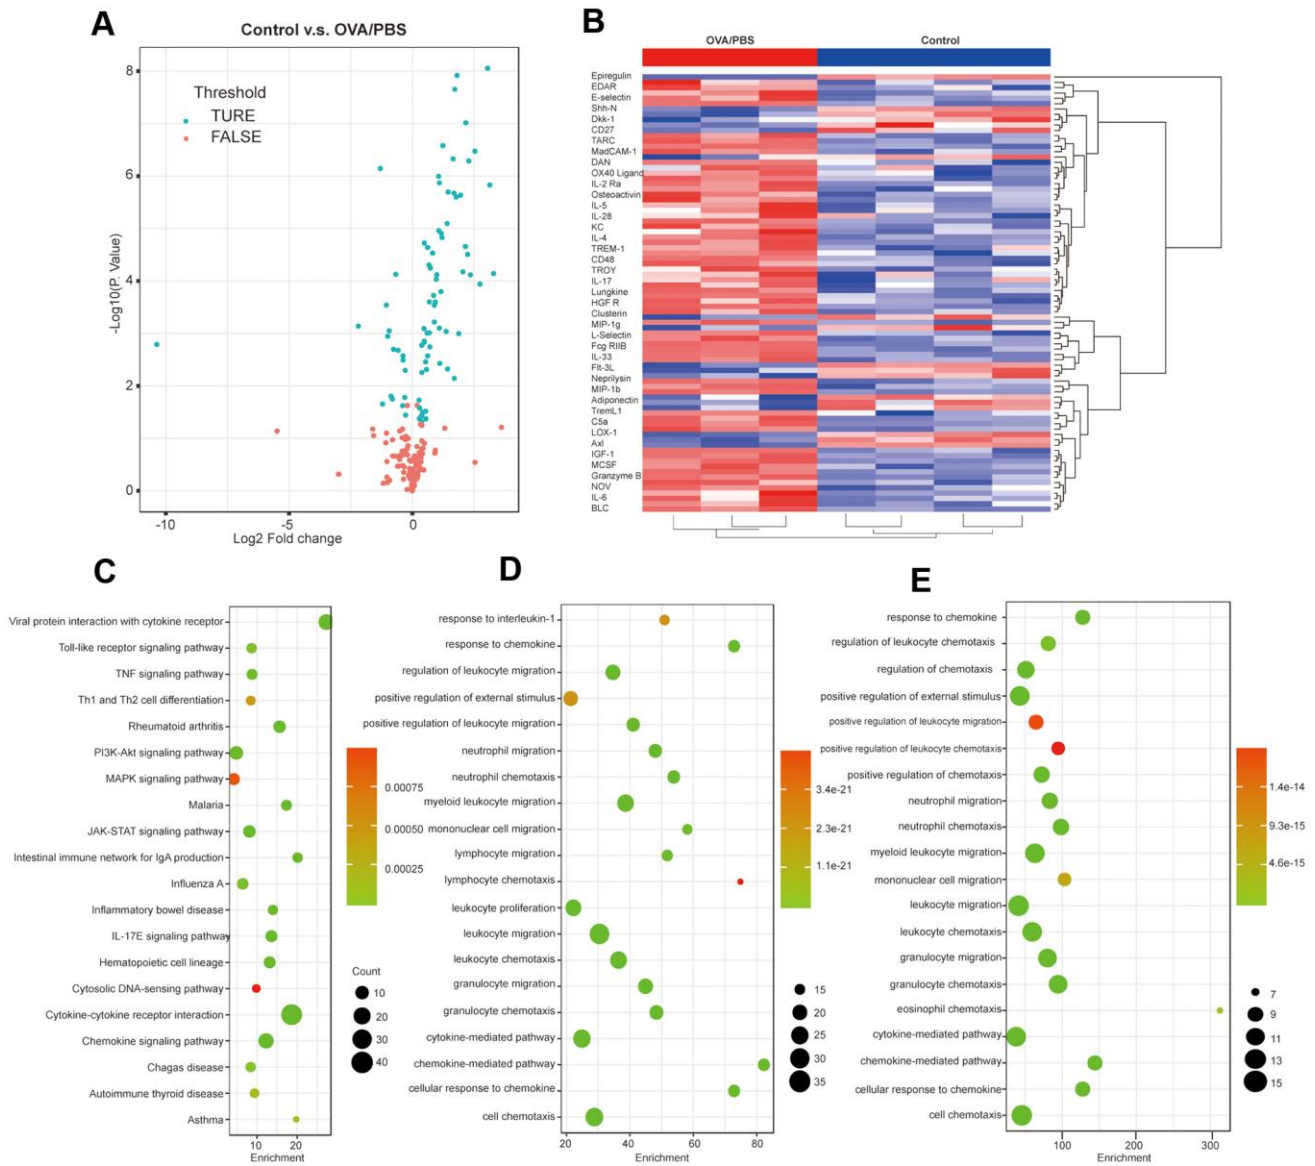 A
Control v.s. OVA/PBS
-Log10(P. Value)
8
6
4
2
0
Threshold
TURE
FALSE
-10
-5
0
Log2 Fold change
B
OVA/PBS
Control
Epiregulin
EDAR
E-selectin
Shh-N
Dkk-1
CD27
TARC
MadCAM-1
DAN
OX40 Ligand
IL-2 Ra
Osteoactivin
IL-5
IL-28
KC
IL-4
TREM-1
CD48
TROY
IL-17
Lungkine
HGF R
Clusterin
MIP-1g
L-Selectin
Fcg RIIB
IL-33
Flt-3L
Neprilysin
MIP-1b
Adiponectin
TremL1
C5a
LOX-1
Axl
IGF-1
MCSF
Granzyme B
NOV
IL-6
BLC
C
Viral protein interaction with cytokine receptor
Toll-like receptor signaling pathway
TNF signaling pathway
Th1 and Th2 cell differentiation
Rheumatoid arthritis
PI3K-Akt signaling pathway
MAPK signaling pathway
Malaria
JAK-STAT signaling pathway
Intestinal immune network for IgA production
Influenza A
Inflammatory bowel disease
IL-17E signaling pathway
Hematopoietic cell lineage
Cytosolic DNA-sensing pathway
Cytokine-cytokine receptor interaction
Chemokine signaling pathway
Chagas disease
Autoimmune thyroid disease
Asthma
10
20
Enrichment
0.00075
0.00050
0.00025
Count
10
20
30
40
D
response to interleukin-1
response to chemokine
regulation of leukocyte migration
positive regulation of external stimulus
positive regulation of leukocyte migration
neutrophil migration
neutrophil chemotaxis
myeloid leukocyte migration
mononuclear cell migration
lymphocyte migration
lymphocyte chemotaxis
leukocyte proliferation
leukocyte migration
leukocyte chemotaxis
granulocyte migration
granulocyte chemotaxis
cytokine-mediated pathway
chemokine-mediated pathway
cellular response to chemokine
cell chemotaxis
20
40
60
80
Enrichment
3.4e-21
2.3e-21
1.1e-21
15
20
25
30
35
E
response to chemokine
regulation of leukocyte chemotaxis
regulation of chemotaxis
positive regulation of external stimulus
positive regulation of leukocyte migration
positive regulation of leukocyte chemotaxis
positive regulation of chemotaxis
neutrophil migration
neutrophil chemotaxis
myeloid leukocyte migration
mononuclear cell migration
leukocyte migration
leukocyte chemotaxis
granulocyte migration
granulocyte chemotaxis
eosinophil chemotaxis
cytokine-mediated pathway
chemokine-mediated pathway
cellular response to chemokine
cell chemotaxis
100
200
300
Enrichment
1.4e-14
9.3e-15
4.6e-15
7
9
11
13
15